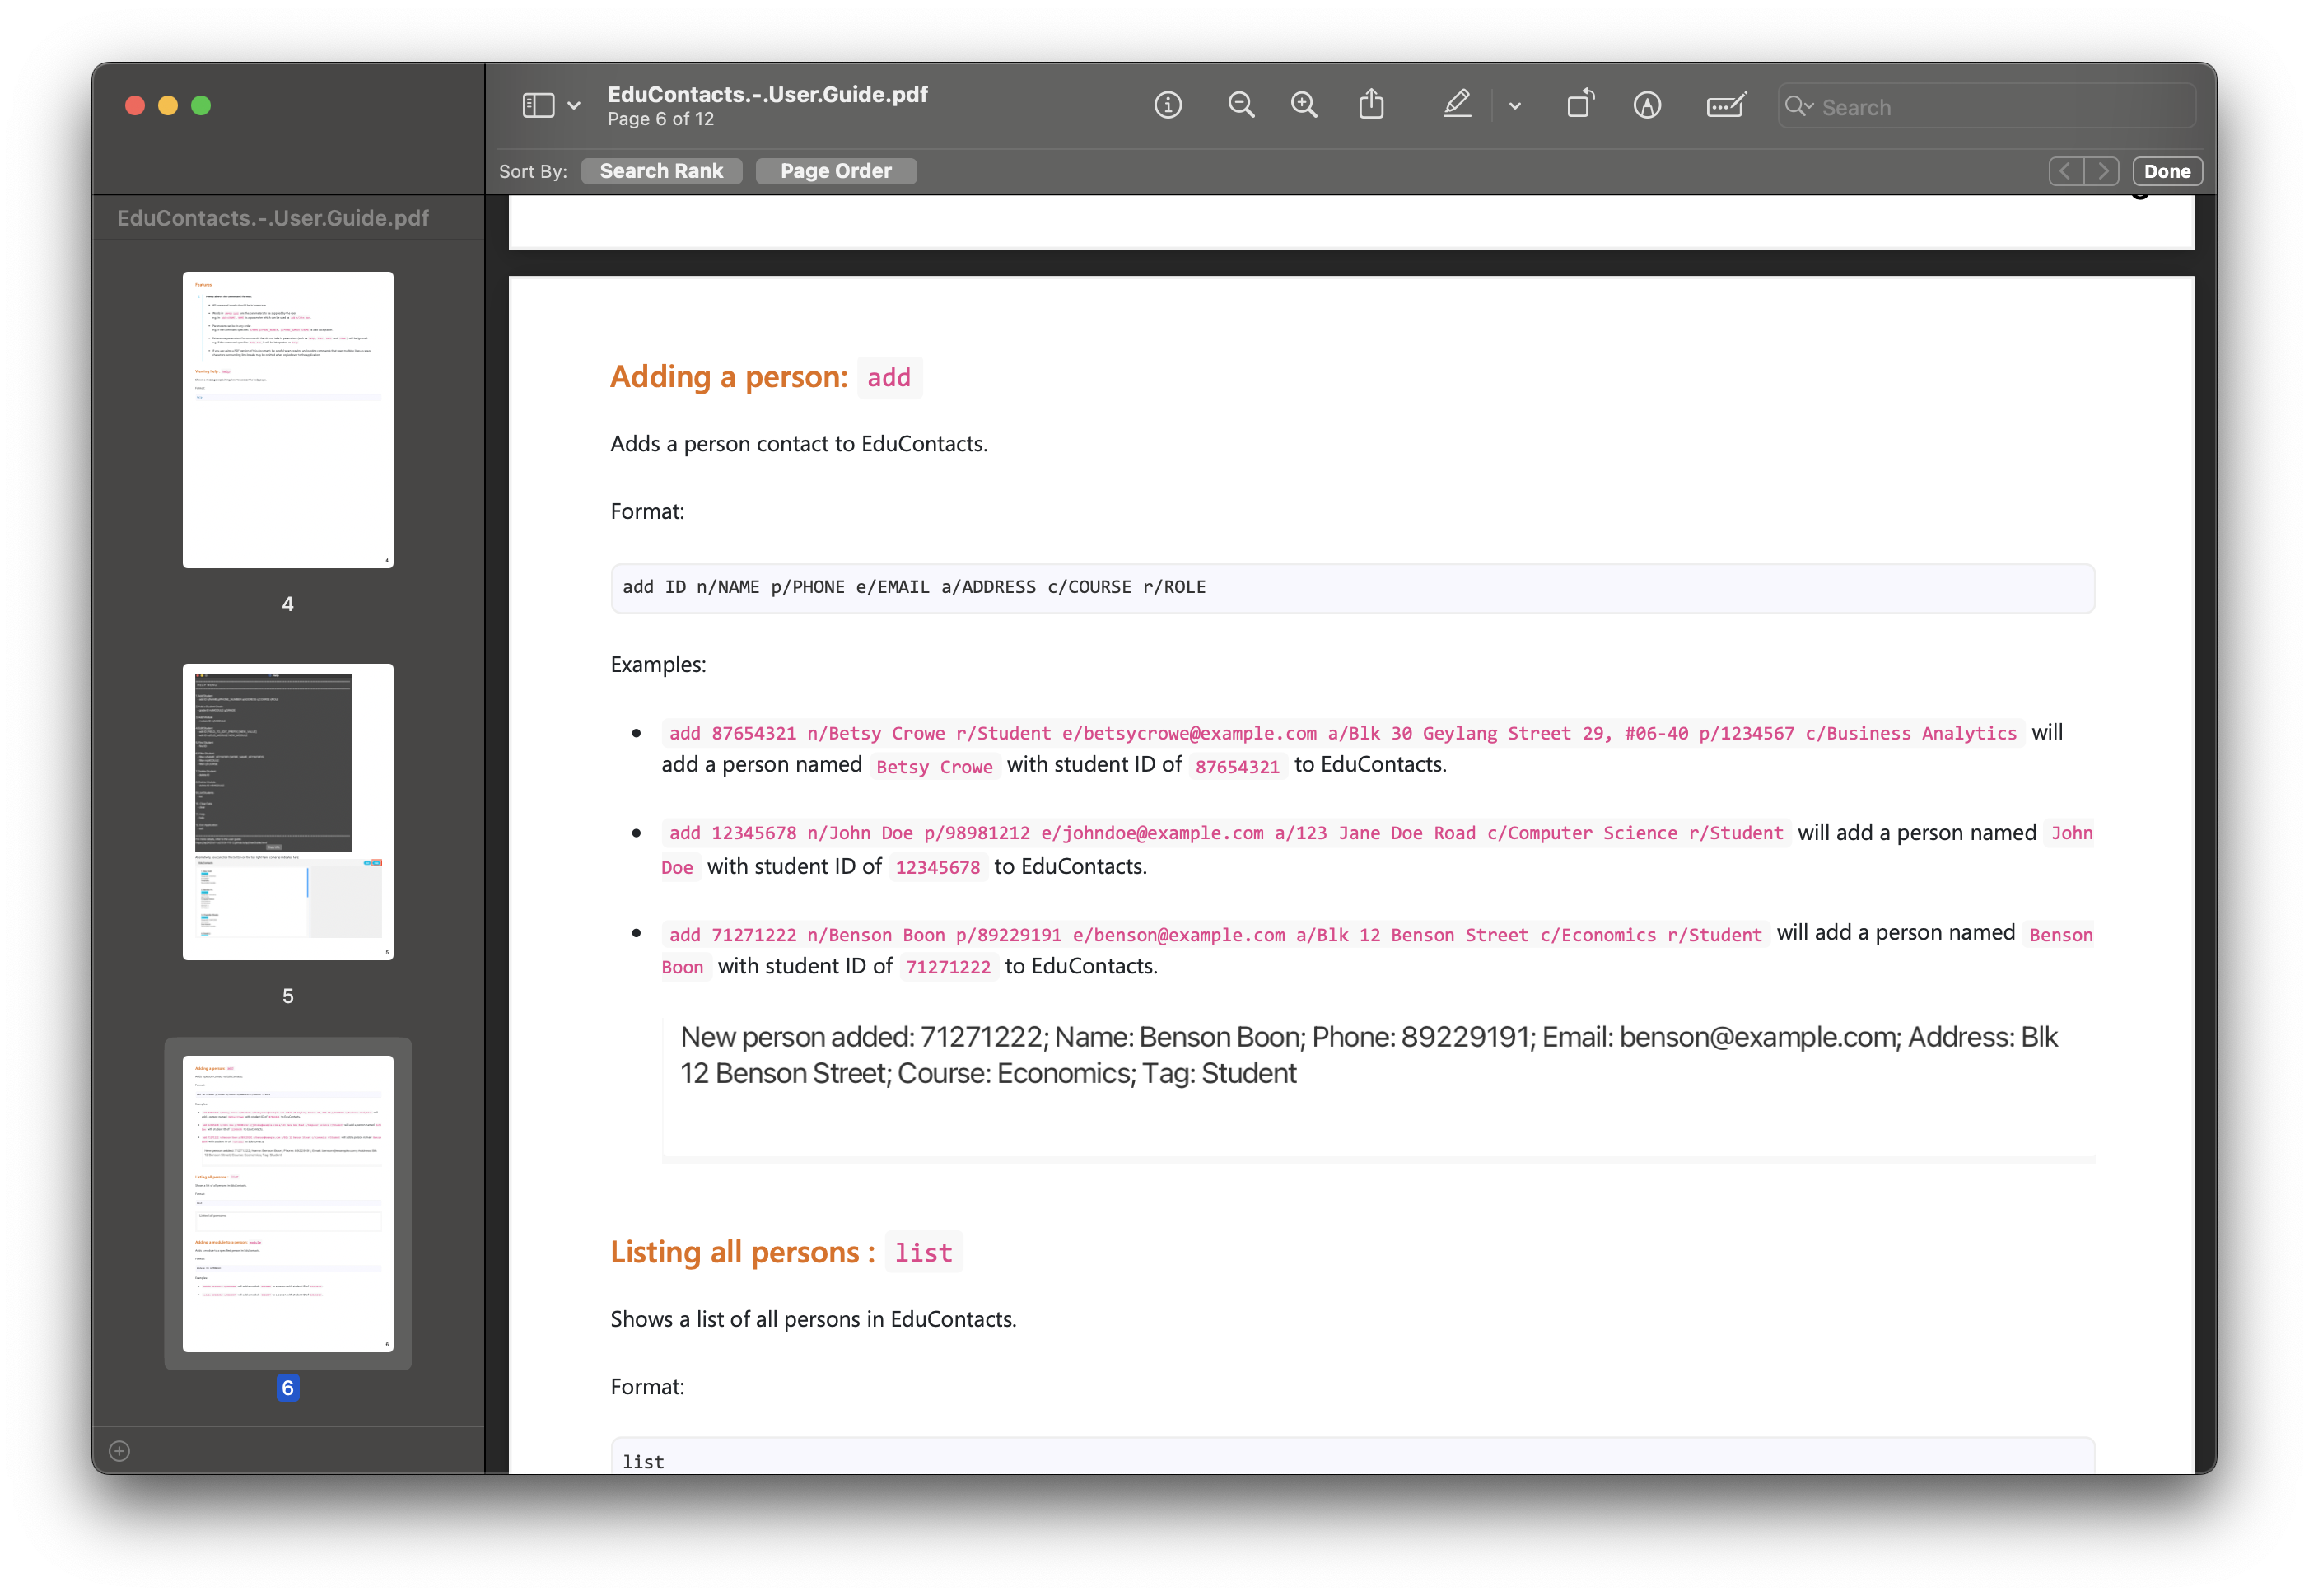 EduContacts.-.User.Guide.pdf
Page 6 of 12
Search
Sort By:
Search Rank
Page Order
Done
EduContacts.-.User.Guide.pdf
4
5
6
Adding a person: add
Adds a person contact to EduContacts.
Format:
add ID n/NAME p/PHONE e/EMAIL a/ADDRESS c/COURSE r/ROLE
Examples:
• add 87654321 n/Betsy Crowe r/Student e/betsycrowe@example.com a/Blk 30 Geylang Street 29, #06-40 p/1234567 c/Business Analytics will
add a person named Betsy Crowe with student ID of 87654321 to EduContacts.
• add 12345678 n/John Doe p/98981212 e/johndoe@example.com a/123 Jane Doe Road c/Computer Science r/Student will add a person named John
Doe with student ID of 12345678 to EduContacts.
• add 71271222 n/Benson Boon p/89229191 e/benson@example.com a/Blk 12 Benson Street c/Economics r/Student will add a person named Benson
Boon with student ID of 71271222 to EduContacts.
New person added: 71271222; Name: Benson Boon; Phone: 89229191; Email: benson@example.com; Address: Blk
12 Benson Street; Course: Economics; Tag: Student
Listing all persons : list
Shows a list of all persons in EduContacts.
Format:
list